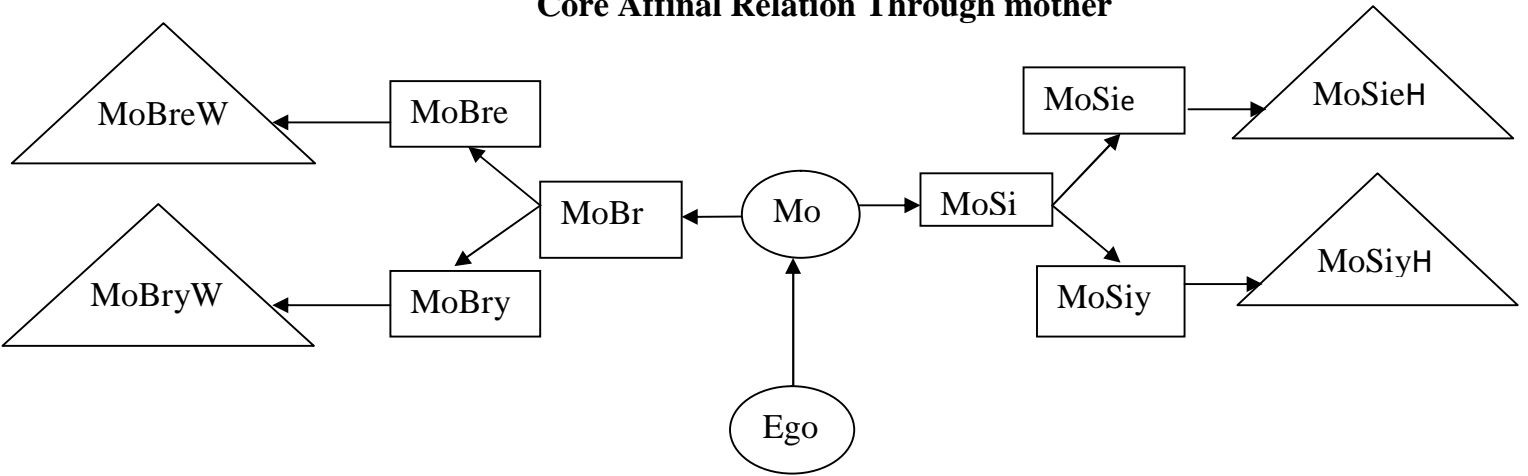 Core Affinal Relation Through mother
MoBreW
MoBre
MoSie
MoSieH
MoBr
Mo
MoSi
MoBryW
MoBry
MoSiy
MoSiyH
Ego